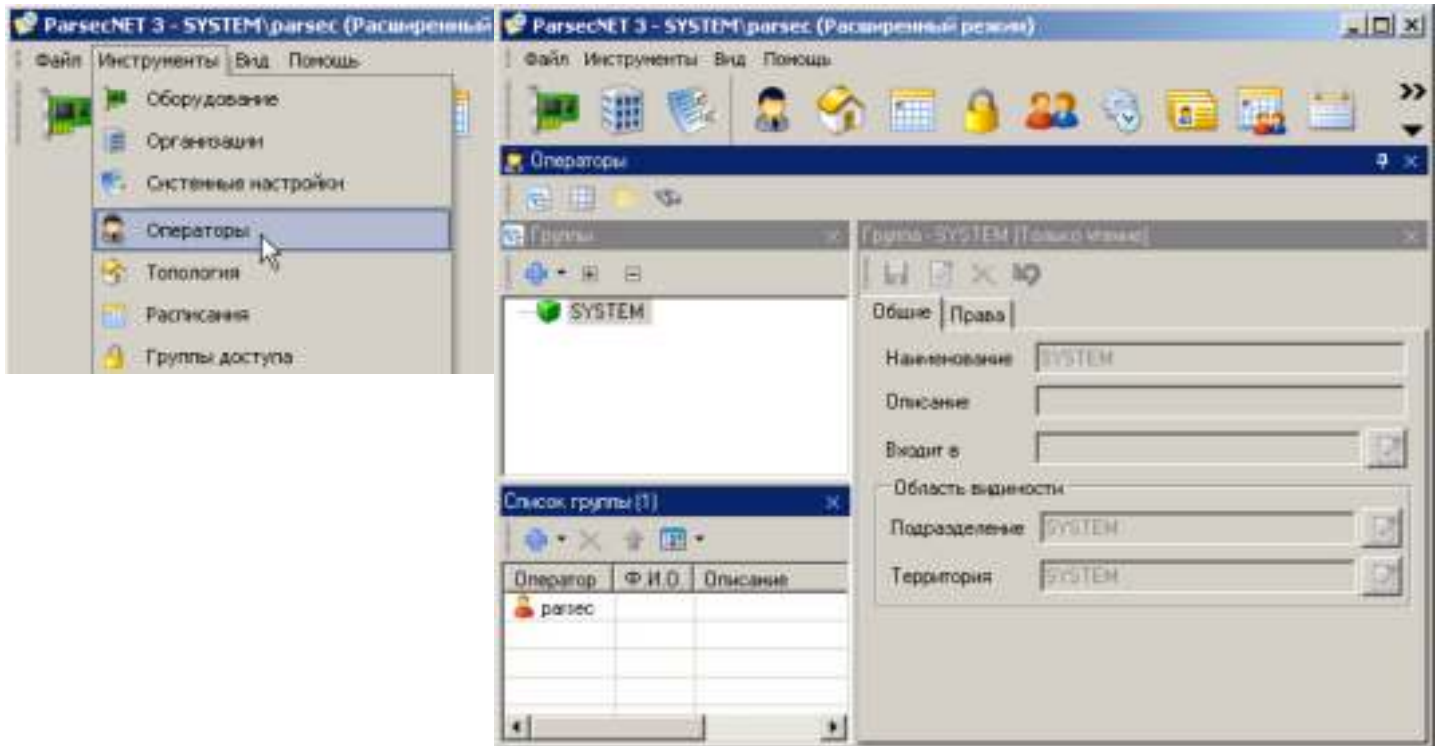 ParsecNET 3 - SYSTEM\parsec (Расширенный
Файл Инструменты Вид Помощь
Оборудование
Организации
Системные настройки
Операторы
Топология
Расписания
Группы доступа
ParsecNET 3 - SYSTEM\parsec (Расширенный режим)
Файл Инструменты Вид Помощь
Операторы
Группы
SYSTEM
Список группы (1)
Оператор Ф.И.О. Описание
parsec
Группа - SYSTEM [Только чтение]
Общие Права
Наименование SYSTEM
Описание
Входит в
Область видимости
Подразделение SYSTEM
Территория SYSTEM